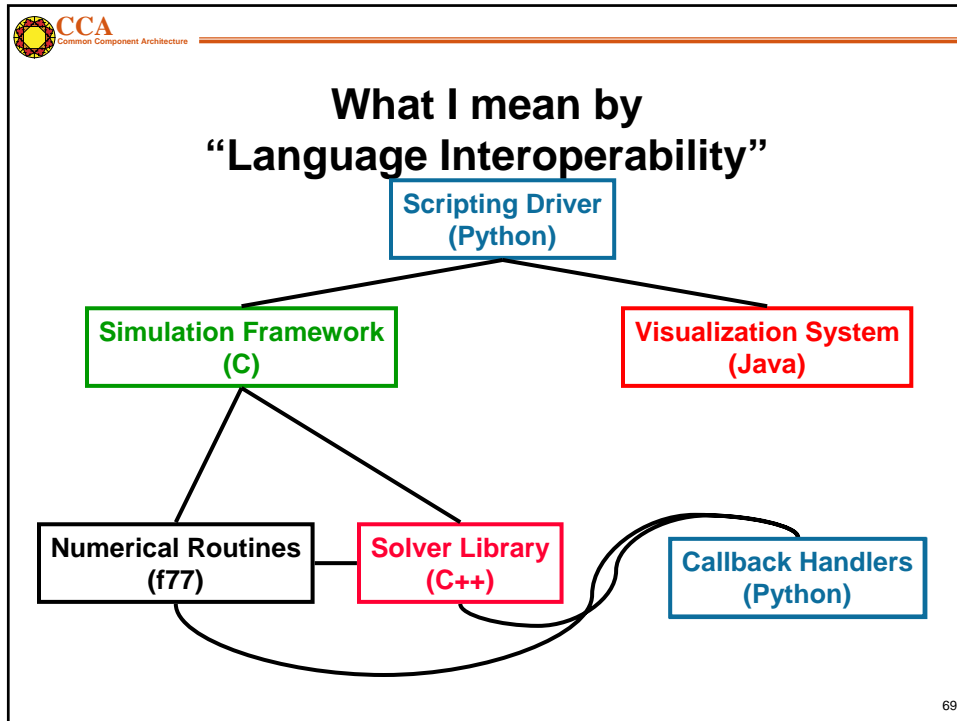 CCA
Common Component Architecture
What I mean by
“Language Interoperability”
Scripting Driver
(Python)
Simulation Framework
(C)
Visualization System
(Java)
Numerical Routines
(f77)
Solver Library
(C++)
Callback Handlers
(Python)
69